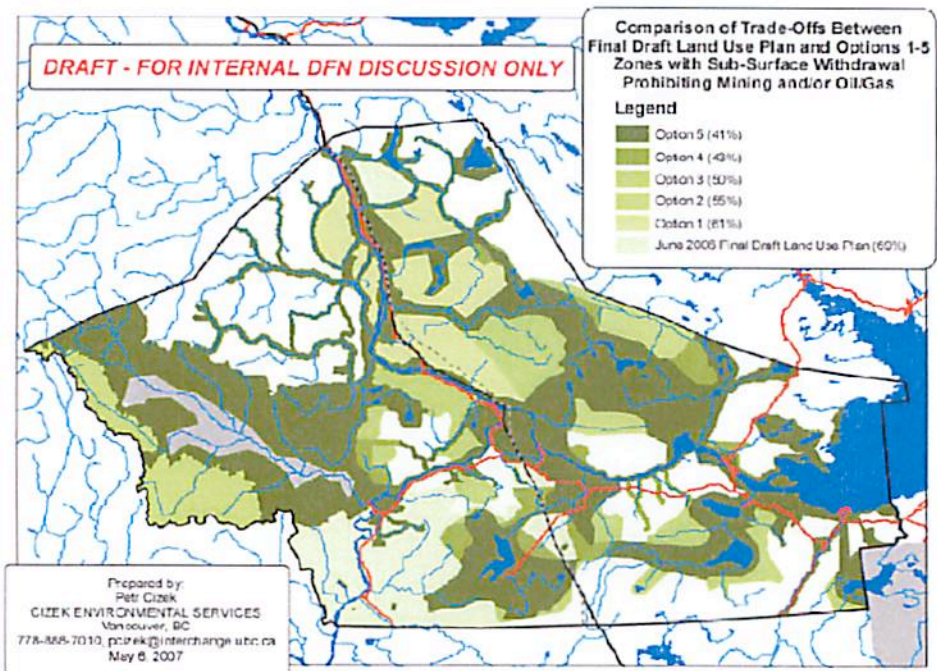 DRAFT - FOR INTERNAL DFN DISCUSSION ONLY
Comparison of Trade-Offs Between
Final Draft Land Use Plan and Options 1-5
Zones with Sub-Surface Withdrawal
Prohibiting Mining and/or Oil/Gas
Legend
Option 5 (41%)
Option 4 (43%)
Option 3 (50%)
Option 2 (55%)
Option 1 (61%)
June 2006 Final Draft Land Use Plan (69%)
Prepared by:
Petr Cizek
CIZEK ENVIRONMENTAL SERVICES
Vancouver, BC
778-888-7010, pcizek@interchange.ubc.ca
May 6, 2007